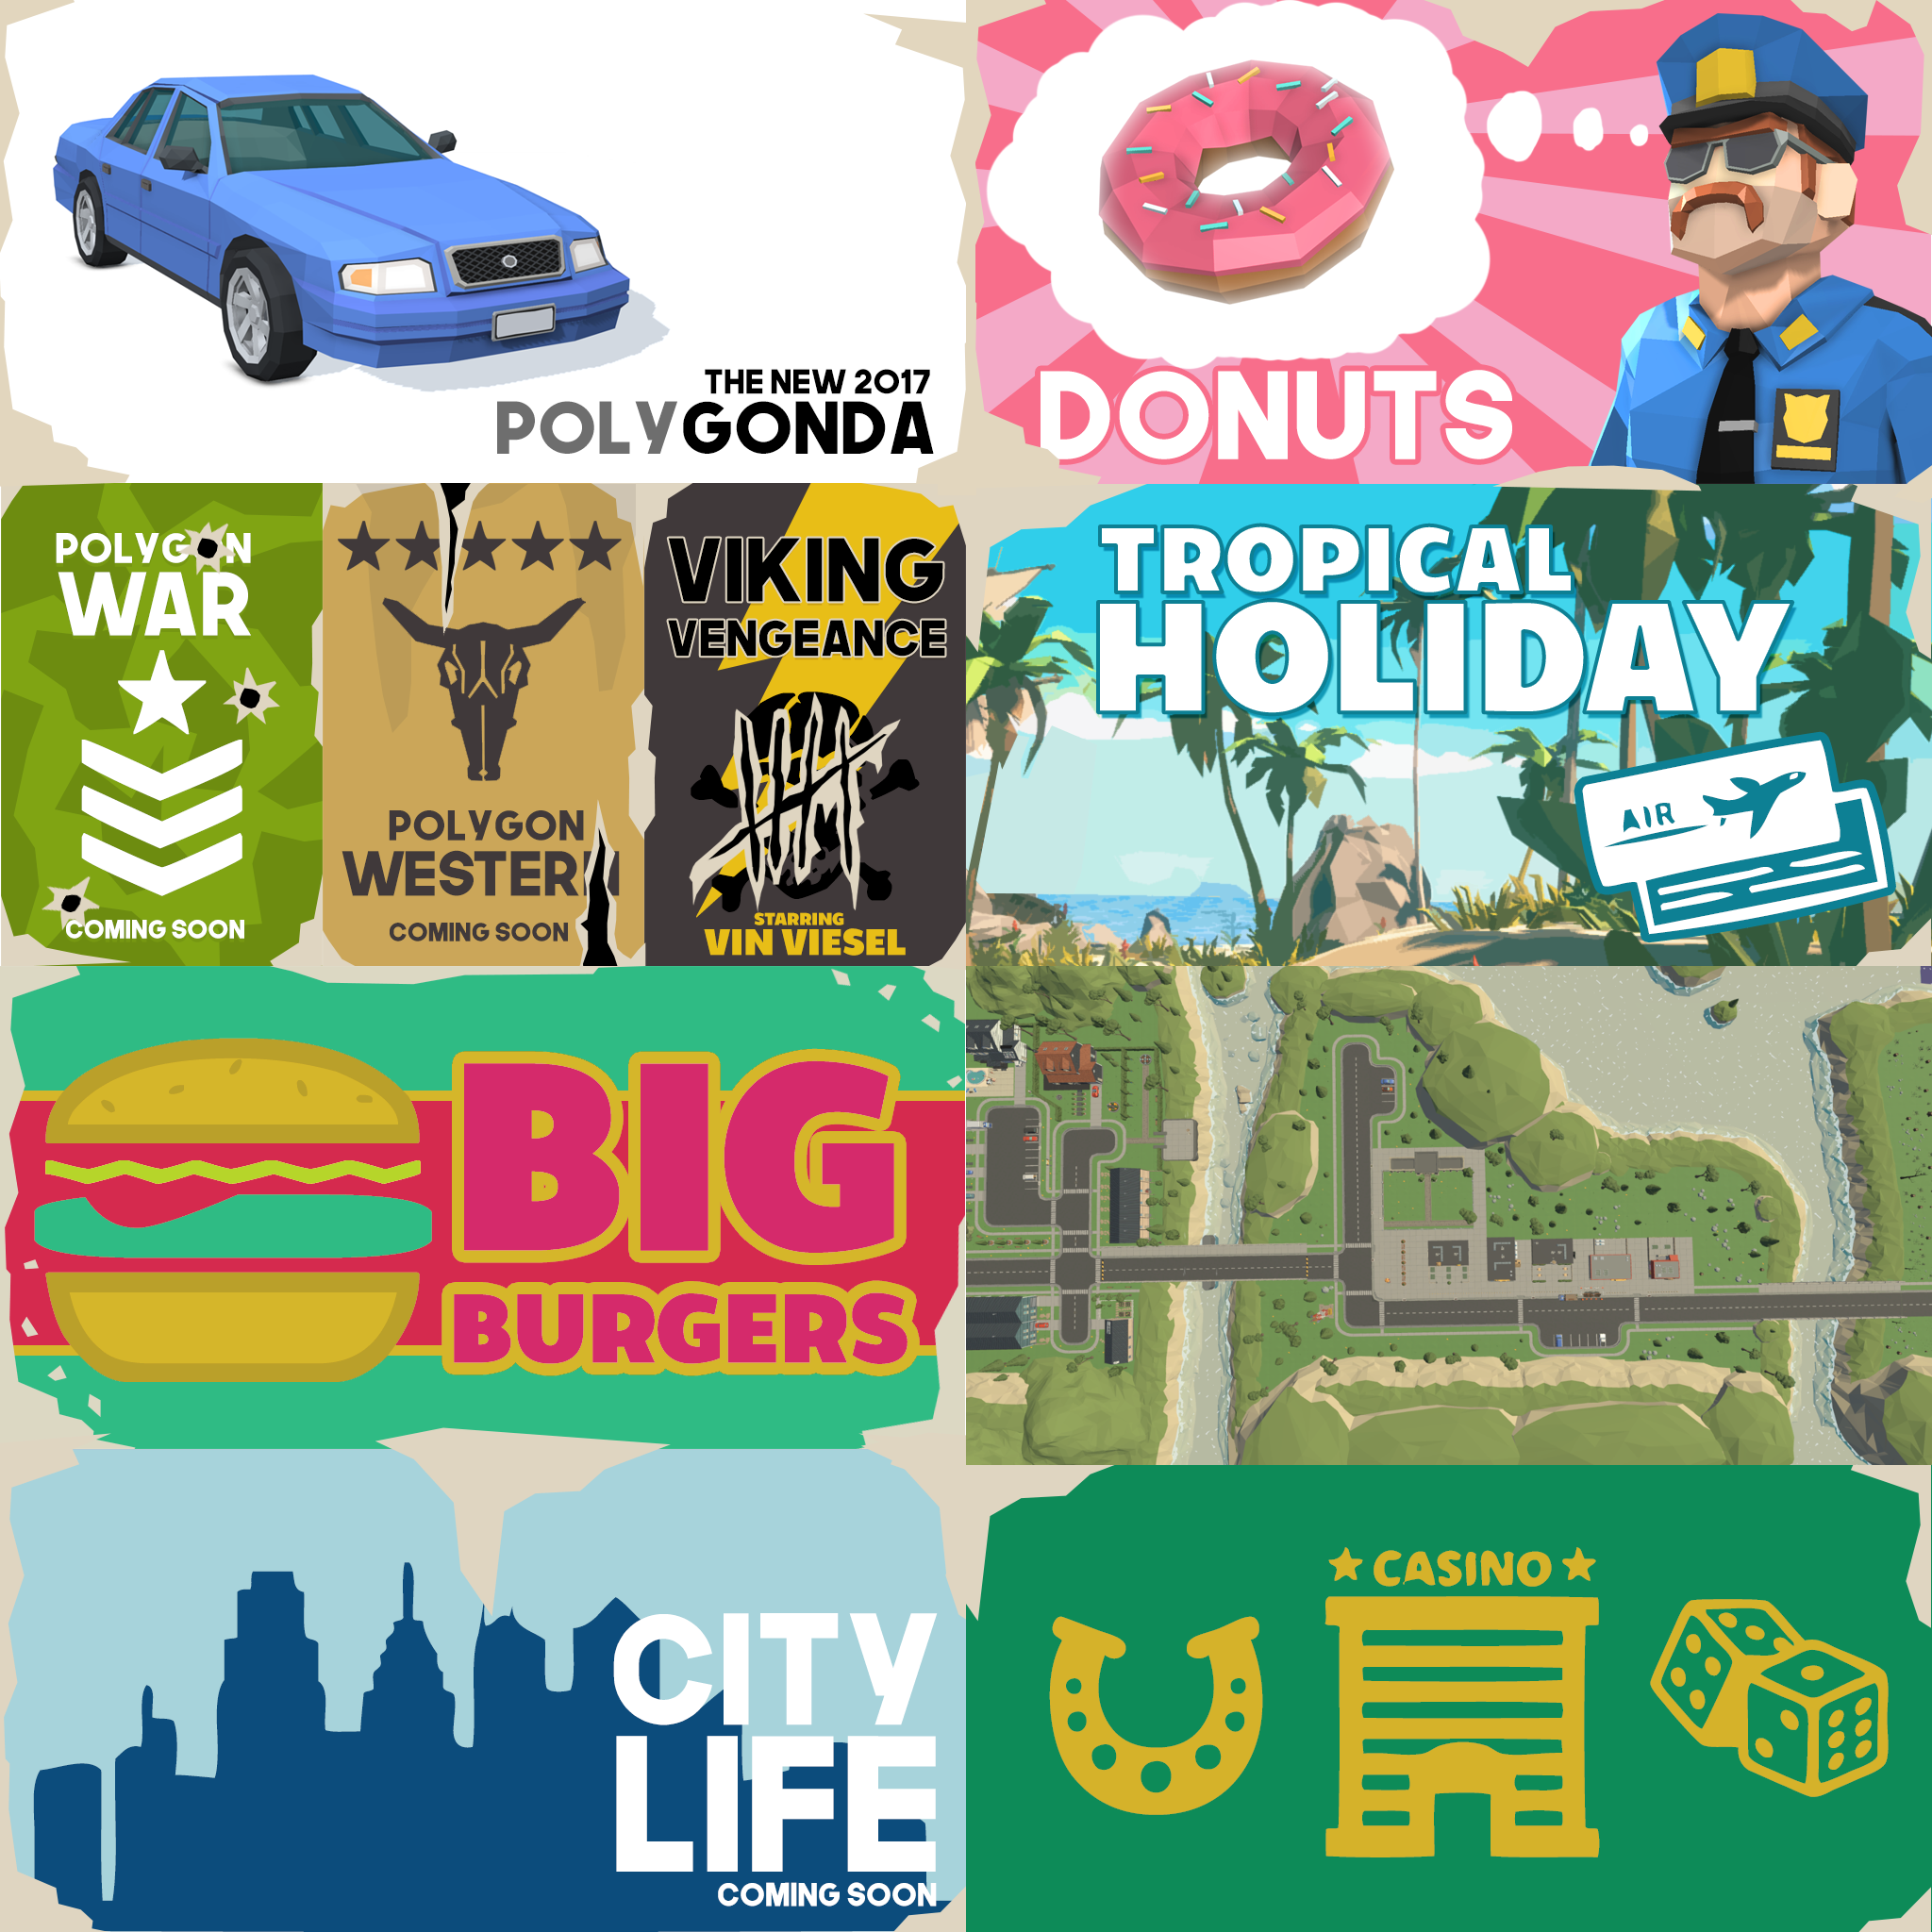 THE NEW 2017
POLYGONDA
DONUTS
POLYGON
WAR
COMING SOON
POLYGON
WESTERN
COMING SOON
VIKING
VENGEANCE
STARRING
VIN VIESEL
TROPICAL
HOLIDAY
AIR
BIG
BURGERS
CITY
LIFE
COMING SOON
CASINO